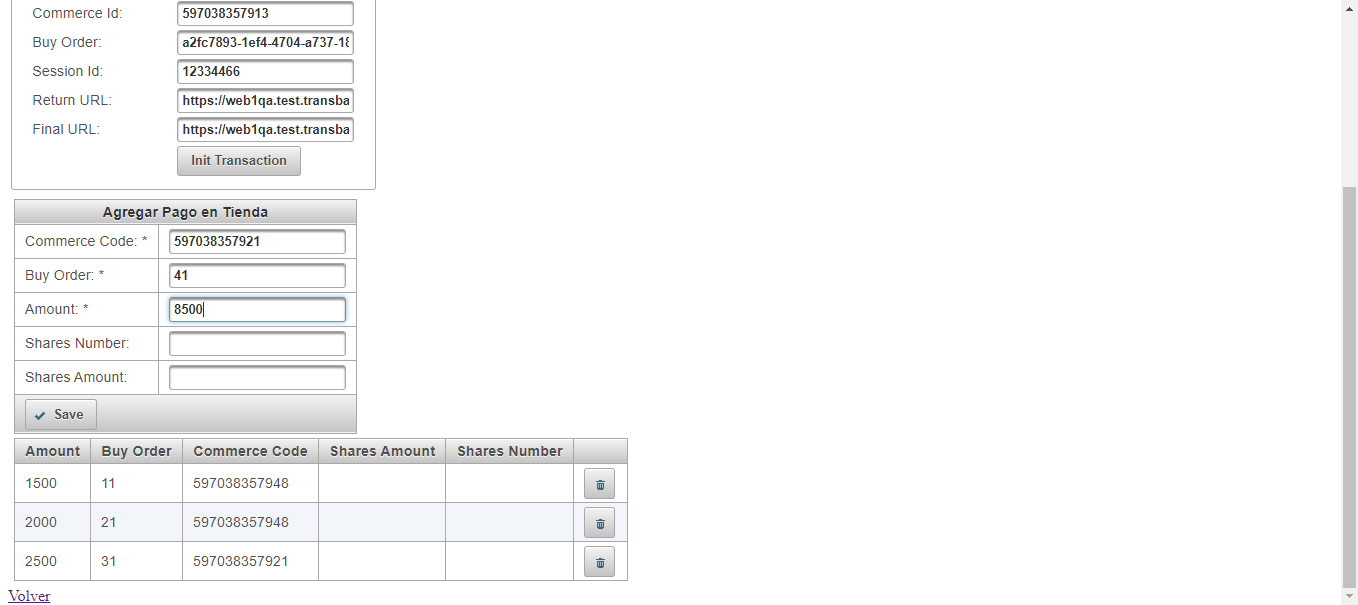 Commerce Id: 597038357913
Buy Order: a2fc7893-1ef4-4704-a737-18
Session Id: 12334466
Return URL: https://web1qa.test.transba
Final URL: https://web1qa.test.transba
Init Transaction
Agregar Pago en Tienda
Commerce Code: * 597038357921
Buy Order: * 41
Amount: * 8500
Shares Number:
Shares Amount:
Save
Amount Buy Order Commerce Code Shares Amount Shares Number
1500 11 597038357948
2000 21 597038357948
2500 31 597038357921
Volver